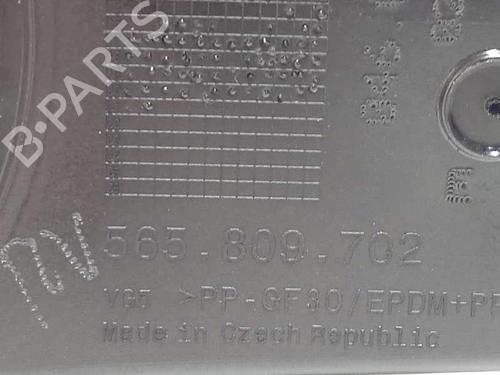 B-PARTS
565.809.702
VG5 >PP-GF30/EPDM+PP
Made in Czech Republic